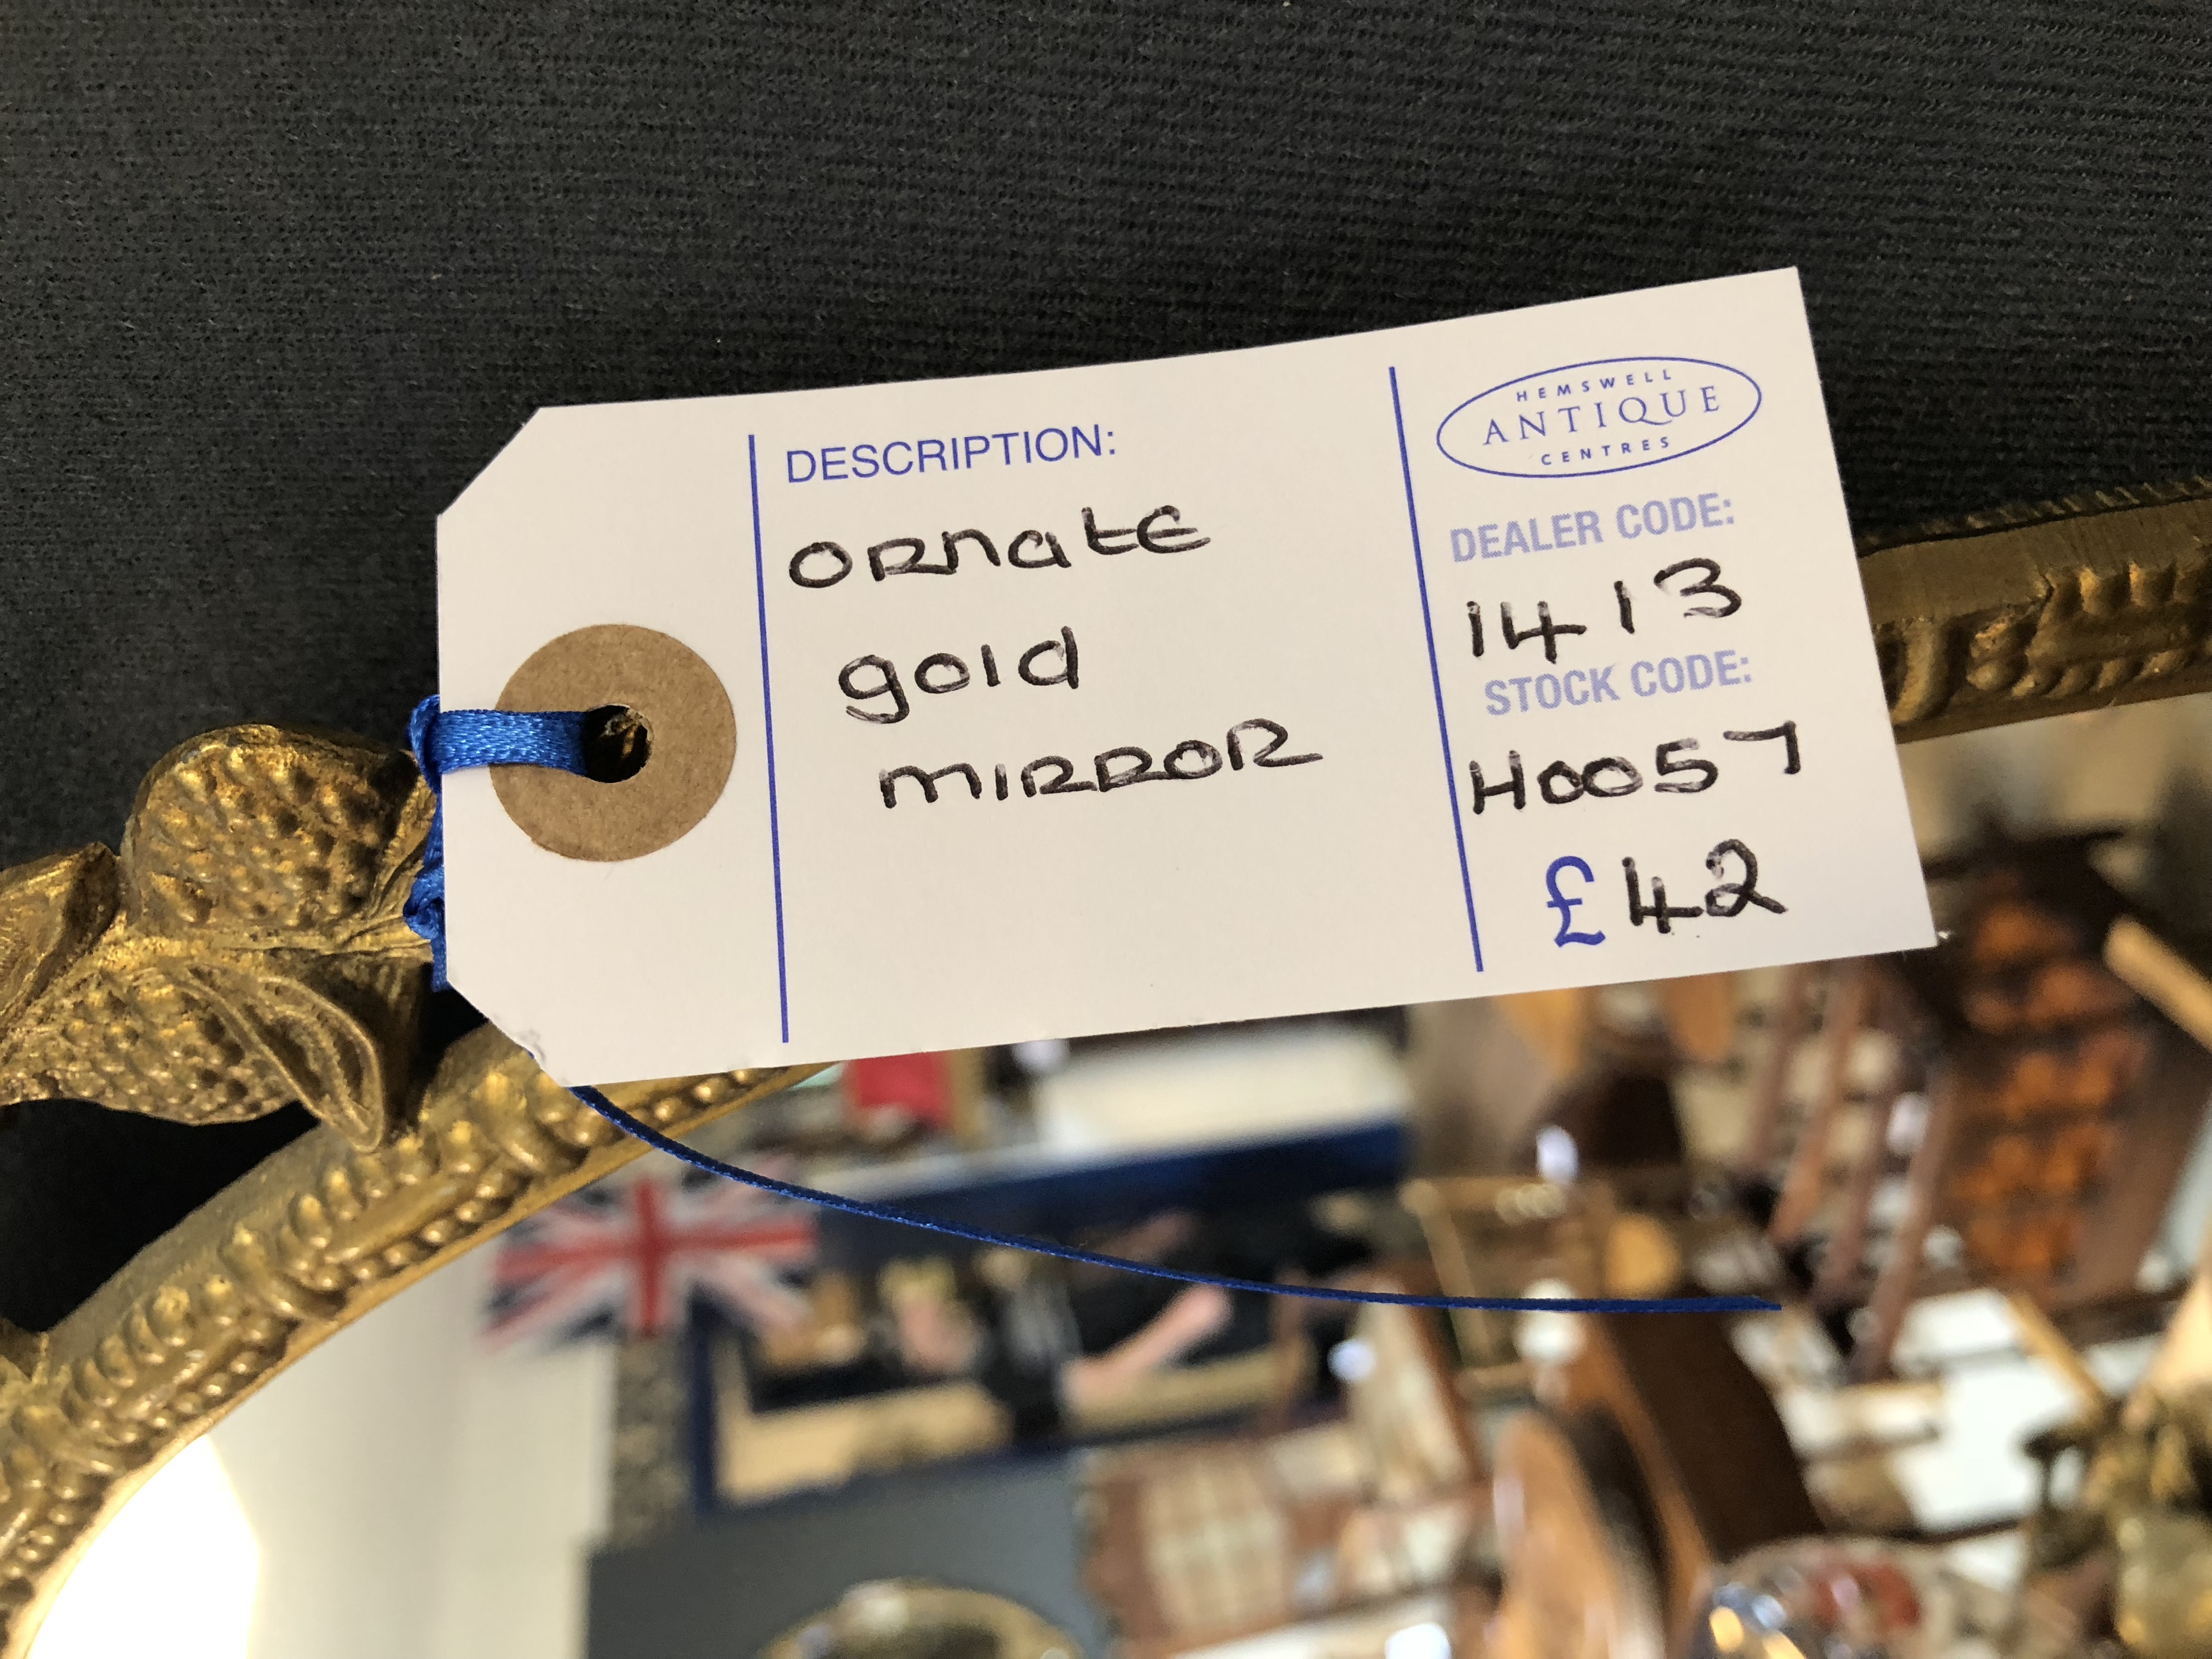 DESCRIPTION:
ORNatE
gold
MIRROR
HEMSWELL
ANTIQUE
CENTRES
DEALER CODE:
1413
STOCK CODE:
H0057
£42